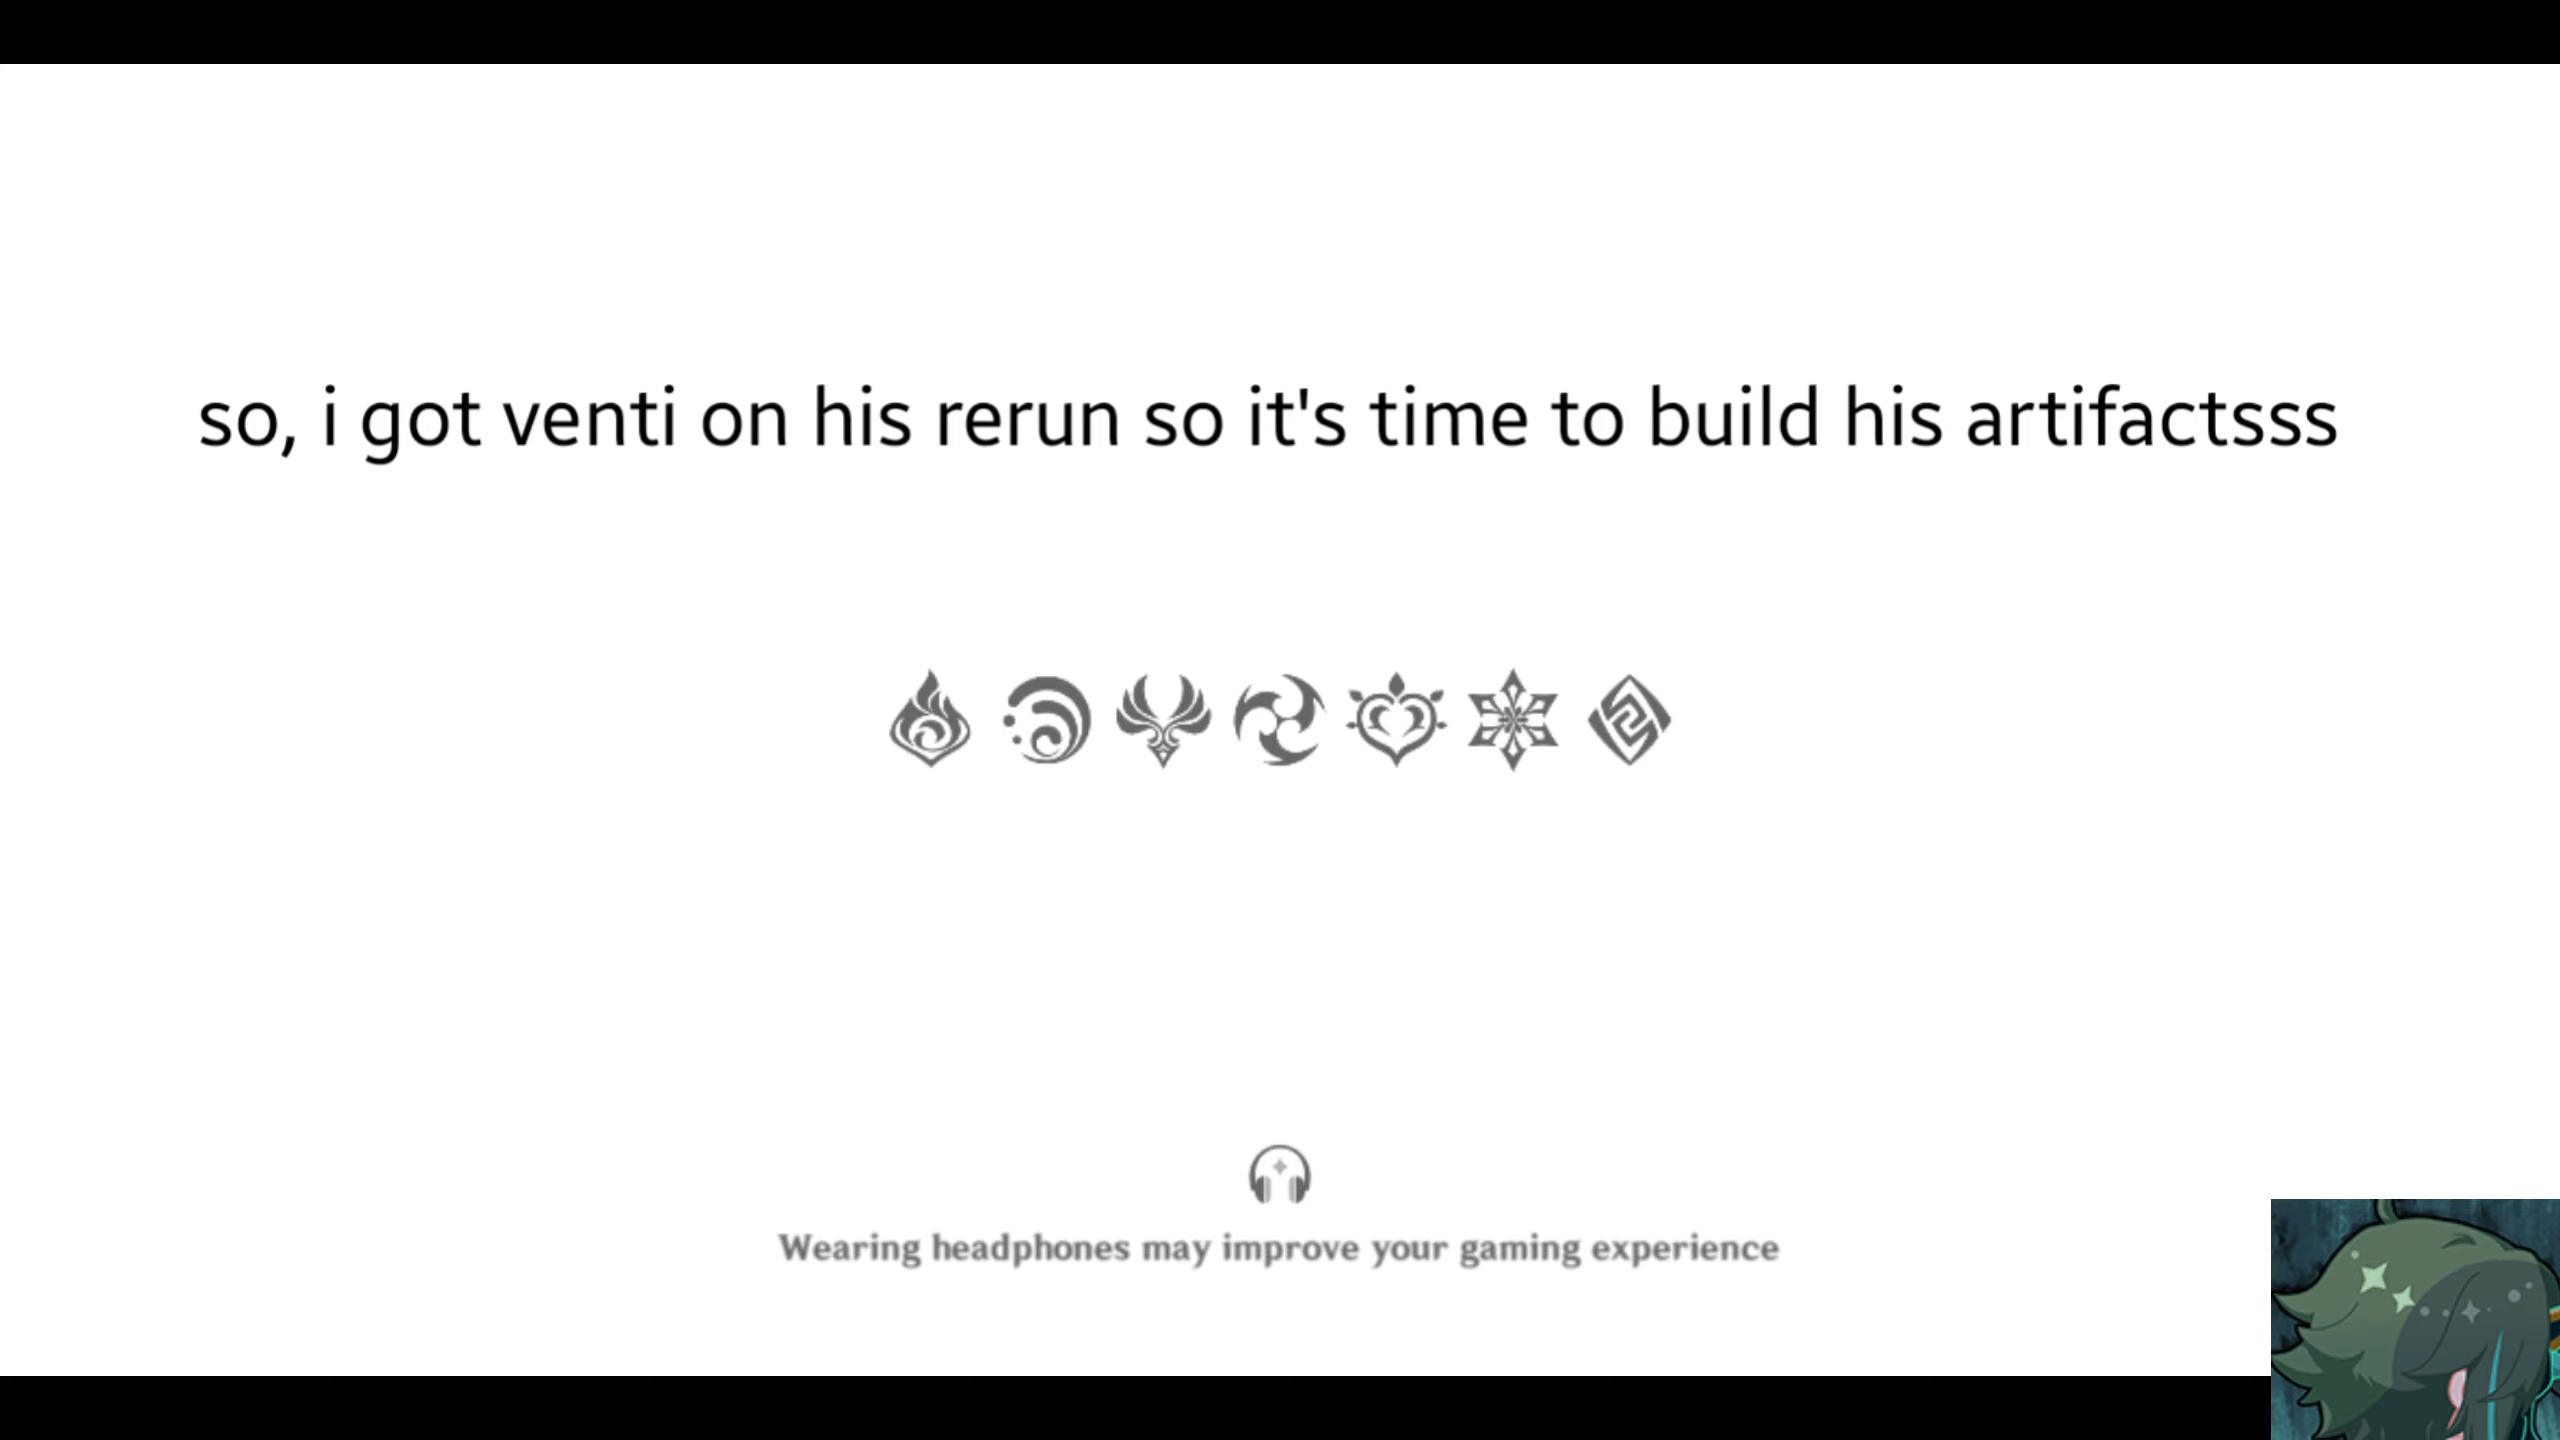 so, i got venti on his rerun so it's time to build his artifactsss
Wearing headphones may improve your gaming experience